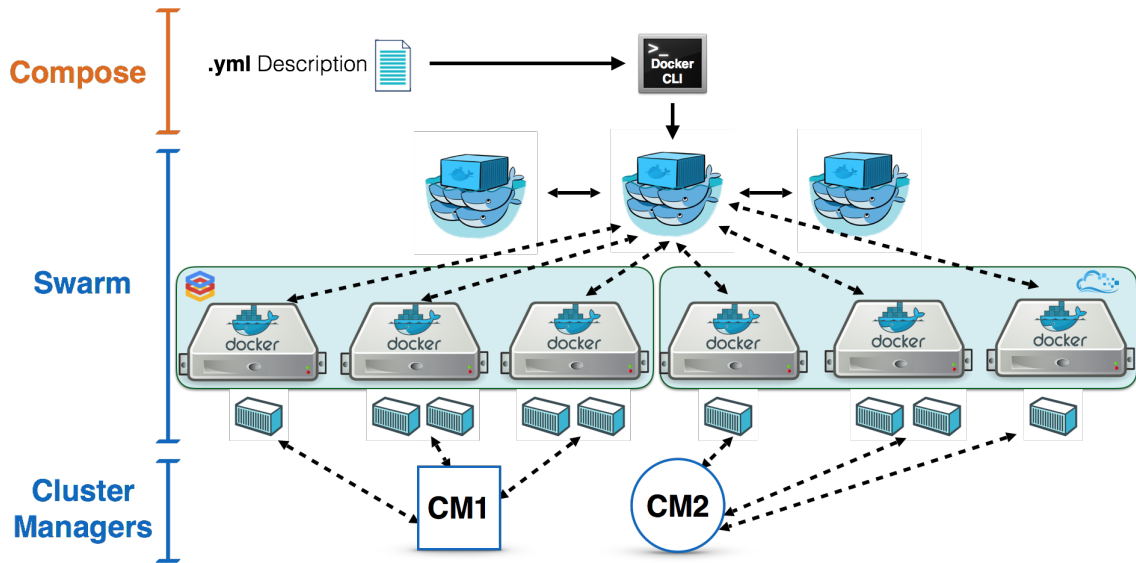 Compose
.yml Description
>_
Docker
CLI
Swarm
docker
docker
docker
docker
docker
docker
Cluster
Managers
CM1
CM2